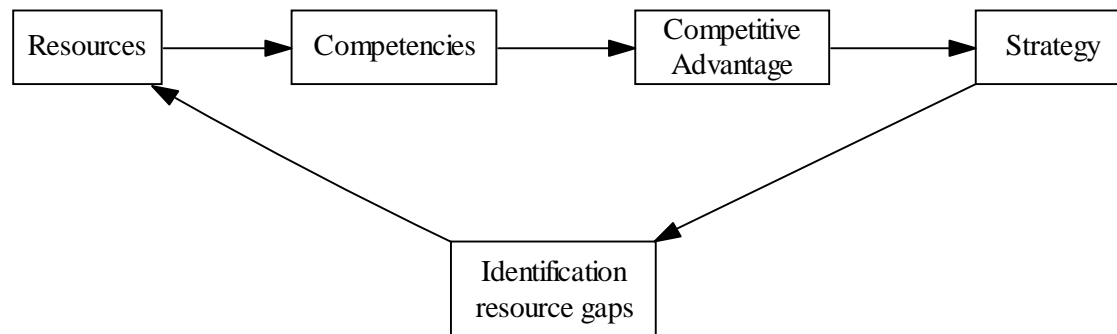 Resources
Competencies
Competitive
Advantage
Strategy
Identification
resource gaps